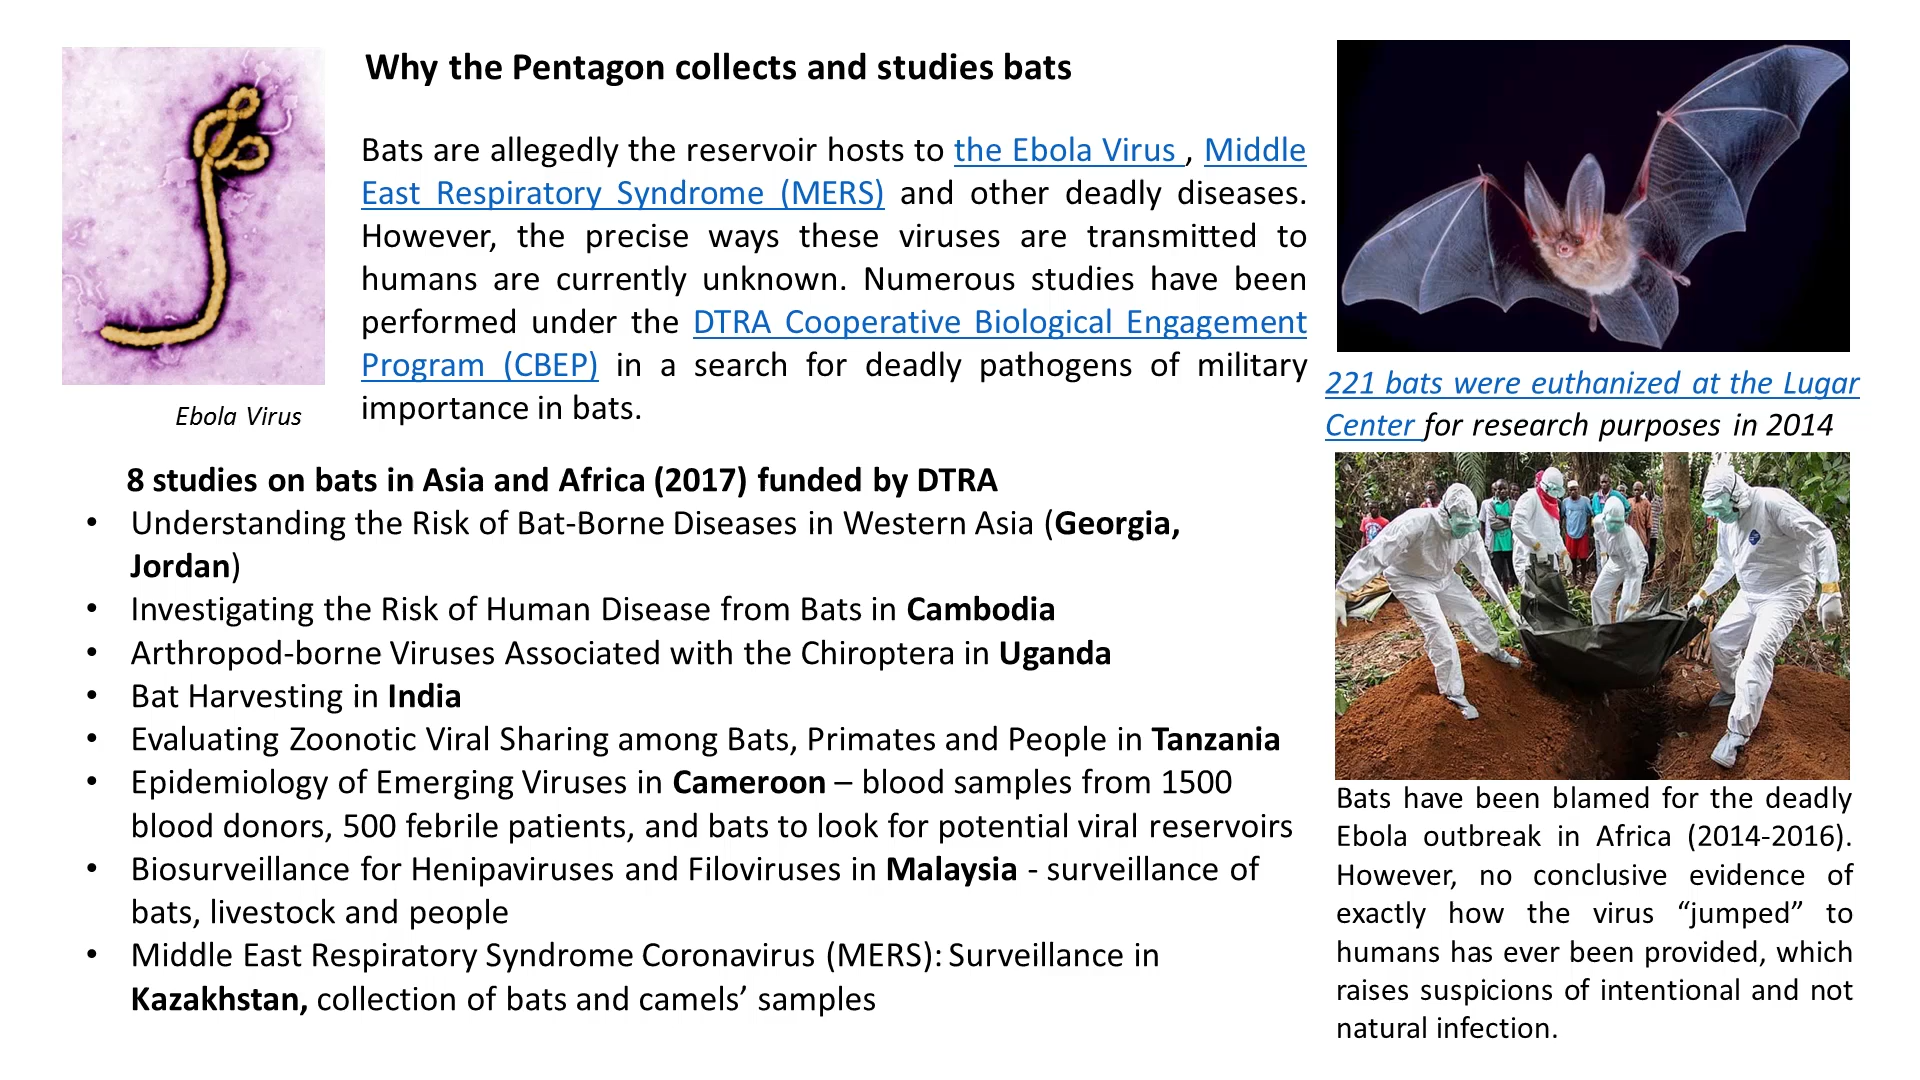 Why the Pentagon collects and studies bats
Bats are allegedly the reservoir hosts to the Ebola Virus , Middle
East Respiratory Syndrome (MERS) and other deadly diseases.
However, the precise ways these viruses are transmitted to
humans are currently unknown. Numerous studies have been
performed under the DTRA Cooperative Biological Engagement
Program (CBEP) in a search for deadly pathogens of military
importance in bats.
Ebola Virus
221 bats were euthanized at the Lugar
Center for research purposes in 2014
8 studies on bats in Asia and Africa (2017) funded by DTRA
• Understanding the Risk of Bat-Borne Diseases in Western Asia (Georgia,
Jordan)
• Investigating the Risk of Human Disease from Bats in Cambodia
• Arthropod-borne Viruses Associated with the Chiroptera in Uganda
• Bat Harvesting in India
• Evaluating Zoonotic Viral Sharing among Bats, Primates and People in Tanzania
• Epidemiology of Emerging Viruses in Cameroon – blood samples from 1500
blood donors, 500 febrile patients, and bats to look for potential viral reservoirs
• Biosurveillance for Henipaviruses and Filoviruses in Malaysia - surveillance of
bats, livestock and people
• Middle East Respiratory Syndrome Coronavirus (MERS): Surveillance in
Kazakhstan, collection of bats and camels’ samples
Bats have been blamed for the deadly
Ebola outbreak in Africa (2014-2016).
However, no conclusive evidence of
exactly how the virus “jumped” to
humans has ever been provided, which
raises suspicions of intentional and not
natural infection.